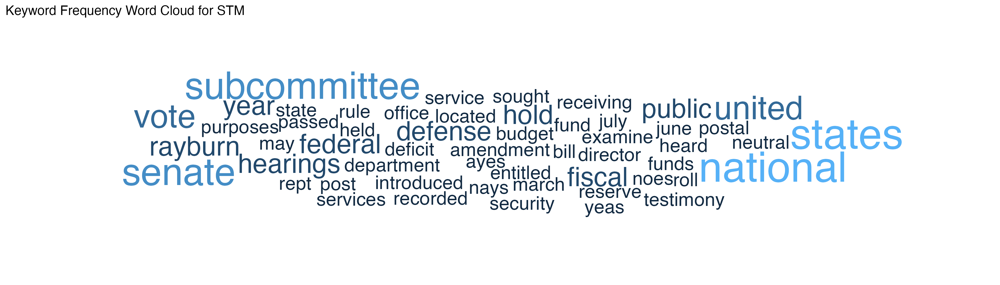 Keyword Frequency Word Cloud for STM
subcommittee
service sought receiving
year state rule office located hold public united
vote purposes passed held defense budget fund july june postal states
rayburn may federal deficit amendment bill director examine heard neutral
senate hearings department ayes entitled fiscal funds national
rept post introduced nays march noes roll
services recorded security reserve yeas testimony